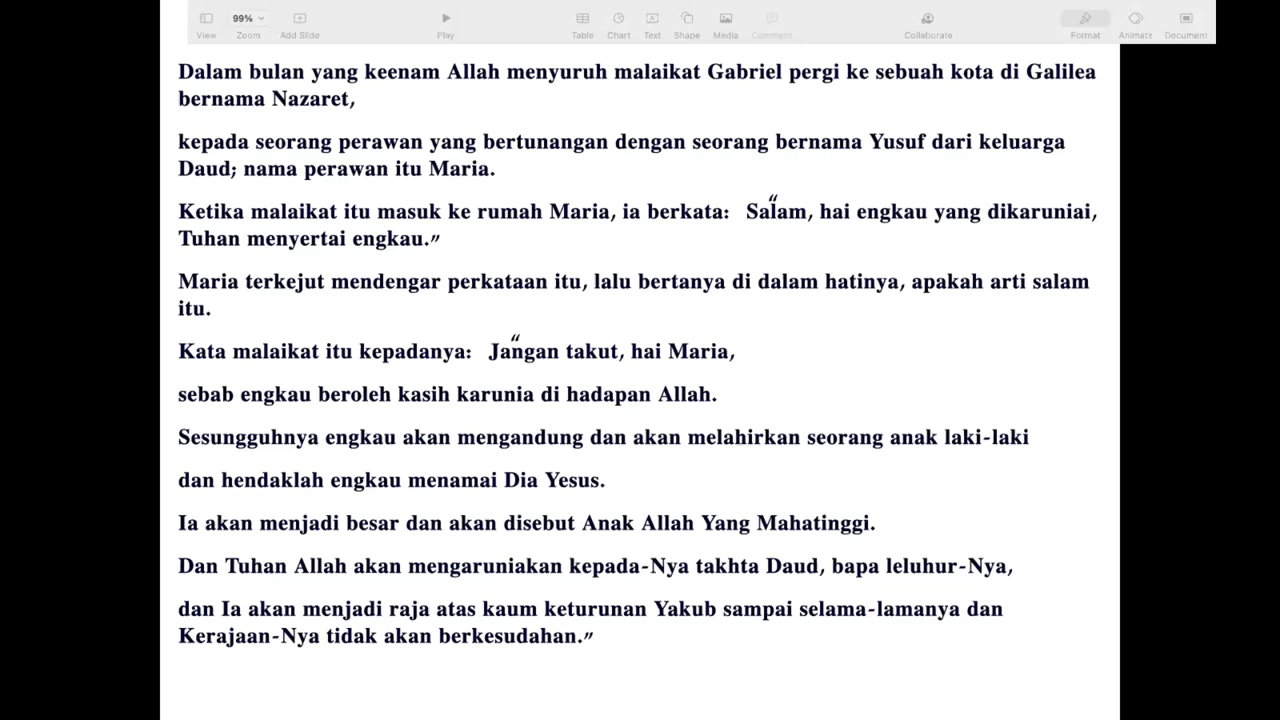 99%
View Zoom Add Slide Play Table Chart Text Shape Media Comment Collaborate Format Animate Document
Dalam bulan yang keenam Allah menyuruh malaikat Gabriel pergi ke sebuah kota di Galilea
bernama Nazaret,
kepada seorang perawan yang bertunangan dengan seorang bernama Yusuf dari keluarga
Daud; nama perawan itu Maria.
Ketika malaikat itu masuk ke rumah Maria, ia berkata: “Salam, hai engkau yang dikaruniai,
Tuhan menyertai engkau.”
Maria terkejut mendengar perkataan itu, lalu bertanya di dalam hatinya, apakah arti salam
itu.
Kata malaikat itu kepadanya: “Jangan takut, hai Maria,
sebab engkau beroleh kasih karunia di hadapan Allah.
Sesungguhnya engkau akan mengandung dan akan melahirkan seorang anak laki-laki
dan hendaklah engkau menamai Dia Yesus.
Ia akan menjadi besar dan akan disebut Anak Allah Yang Mahatinggi.
Dan Tuhan Allah akan mengaruniakan kepada-Nya takhta Daud, bapa leluhur-Nya,
dan Ia akan menjadi raja atas kaum keturunan Yakub sampai selama-lamanya dan
Kerajaan-Nya tidak akan berkesudahan.”